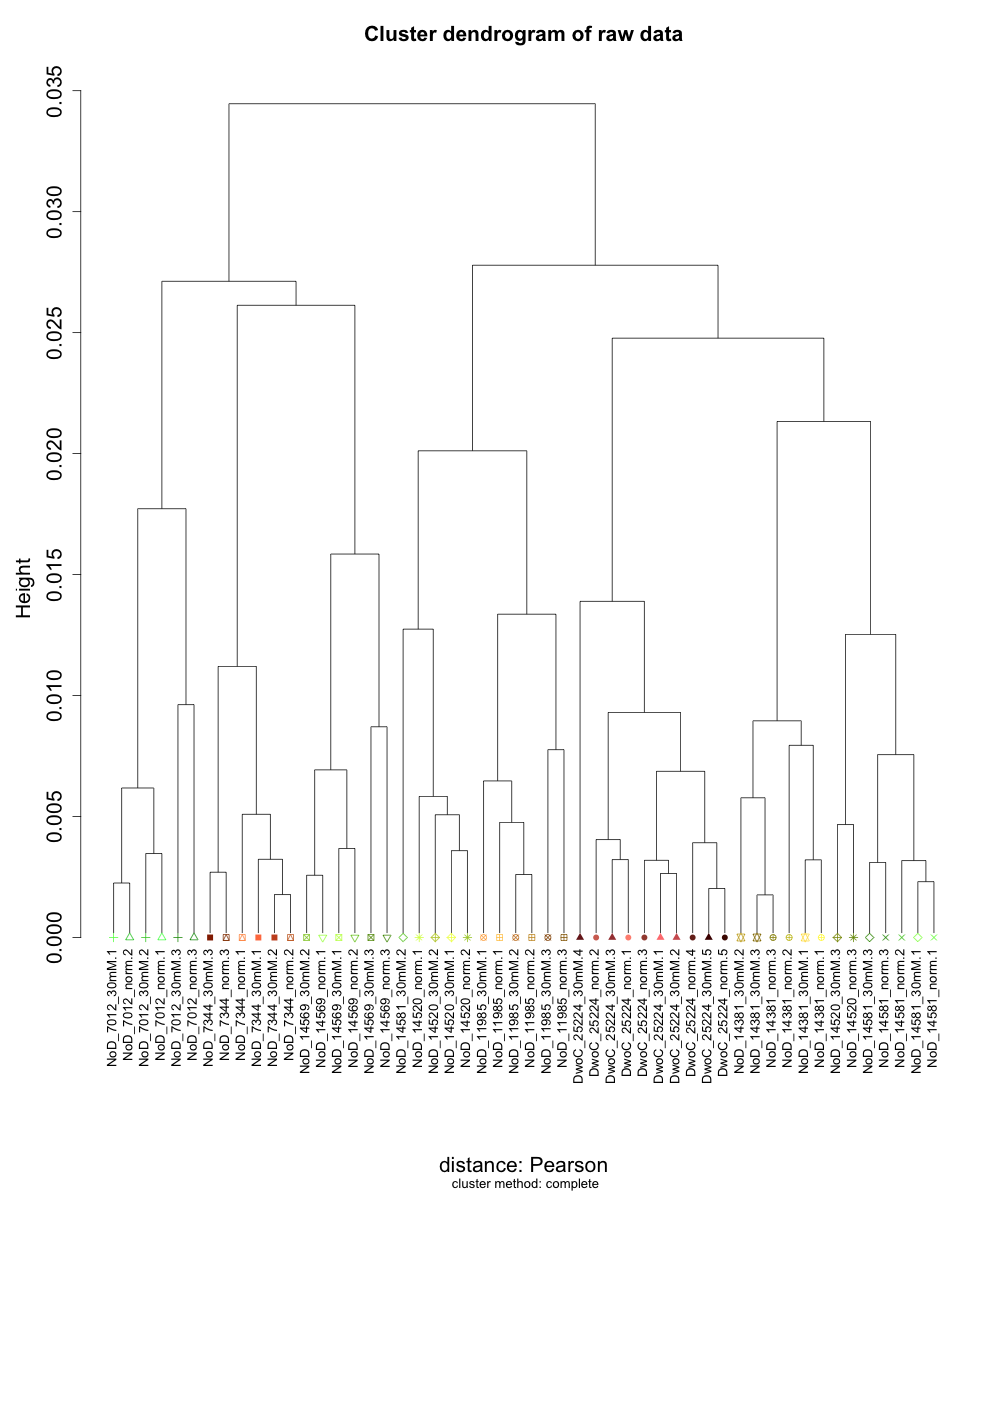 Cluster dendrogram of raw data
0.035
0.030
0.025
0.020
0.015
0.010
0.005
0.000
Height
NoD_7012_30mM.1
NoD_7012_norm.2
NoD_7012_30mM.2
NoD_7012_norm.1
NoD_7012_30mM.3
NoD_7012_norm.3
NoD_7344_30mM.3
NoD_7344_norm.3
NoD_7344_norm.1
NoD_7344_30mM.1
NoD_7344_30mM.2
NoD_7344_norm.2
NoD_14569_30mM.2
NoD_14569_norm.1
NoD_14569_30mM.1
NoD_14569_norm.2
NoD_14569_30mM.3
NoD_14569_norm.3
NoD_14581_30mM.2
NoD_14520_norm.1
NoD_14520_30mM.2
NoD_14520_30mM.1
NoD_14520_norm.2
NoD_11985_30mM.1
NoD_11985_norm.1
NoD_11985_30mM.2
NoD_11985_norm.2
NoD_11985_30mM.3
NoD_11985_norm.3
DwoC_25224_30mM.4
DwoC_25224_norm.2
DwoC_25224_30mM.3
DwoC_25224_norm.1
DwoC_25224_norm.3
DwoC_25224_30mM.1
DwoC_25224_30mM.2
DwoC_25224_norm.4
DwoC_25224_30mM.5
DwoC_25224_norm.5
NoD_14381_30mM.2
NoD_14381_30mM.3
NoD_14381_norm.3
NoD_14381_norm.2
NoD_14381_30mM.1
NoD_14381_norm.1
NoD_14520_30mM.3
NoD_14520_norm.3
NoD_14581_30mM.3
NoD_14581_norm.3
NoD_14581_norm.2
NoD_14581_30mM.1
NoD_14581_norm.1
distance: Pearson
cluster method: complete